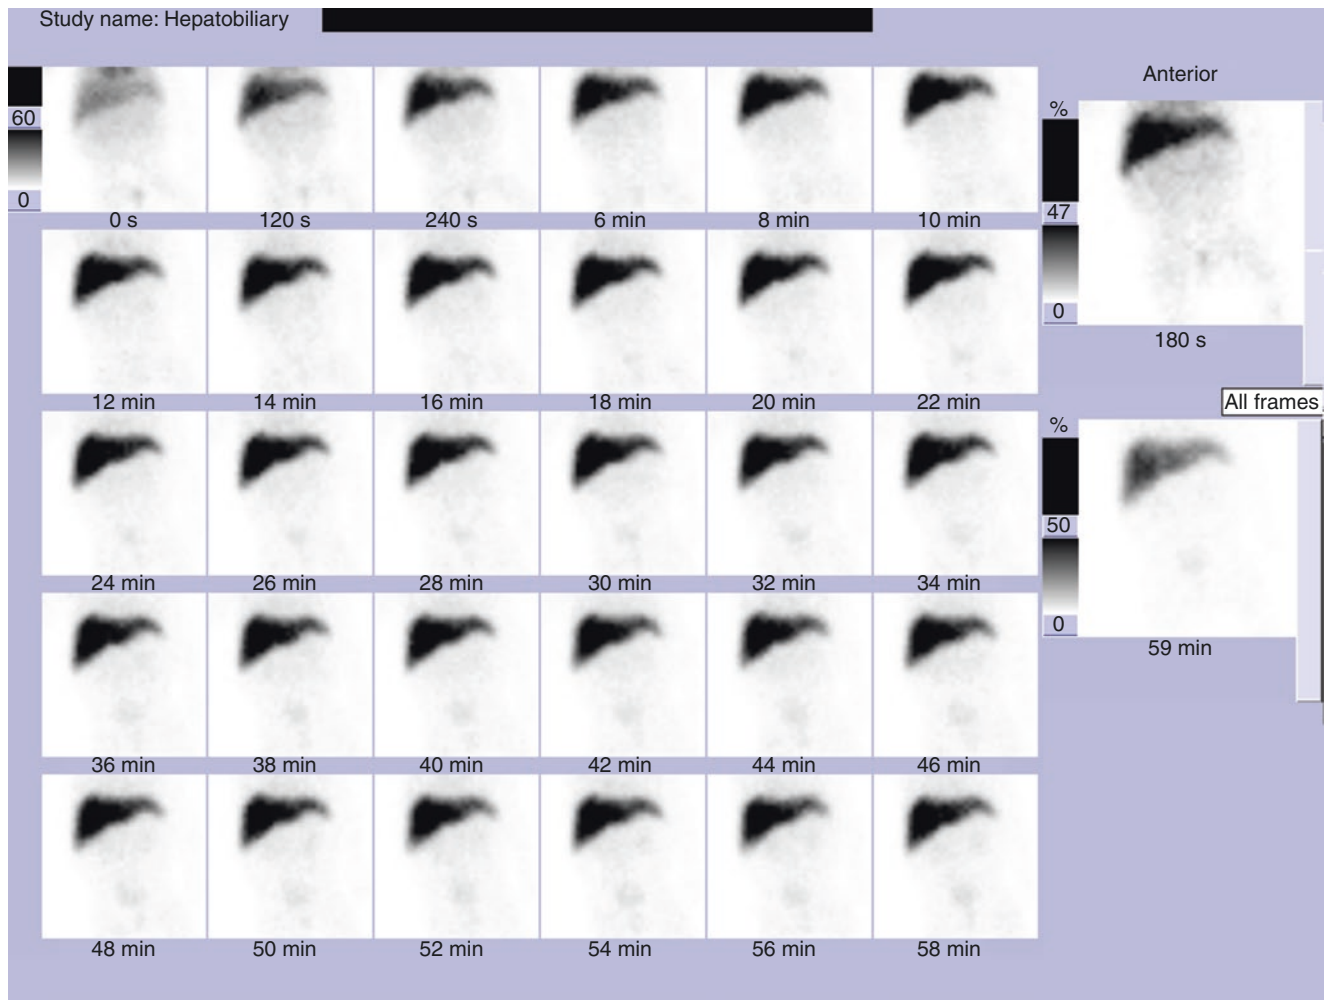 Study name: Hepatobiliary
Anterior
60
0
%
47
0
0 s 120 s 240 s 6 min 8 min 10 min
180 s
12 min 14 min 16 min 18 min 20 min 22 min
All frames
%
50
0
24 min 26 min 28 min 30 min 32 min 34 min
59 min
36 min 38 min 40 min 42 min 44 min 46 min
48 min 50 min 52 min 54 min 56 min 58 min